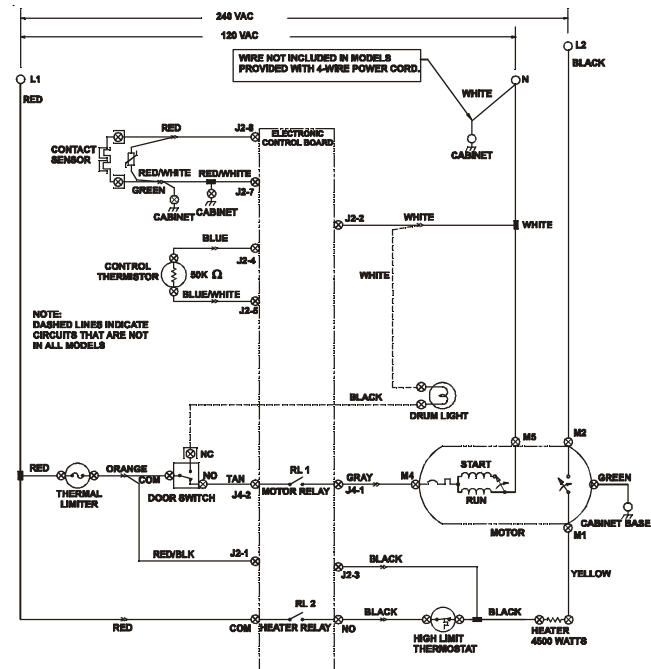 240 VAC
120 VAC
WIRE NOT INCLUDED IN MODELS
PROVIDED WITH 4-WIRE POWER CORD.
L2
BLACK
L1
RED
N
WHITE
CABINET
RED
J2-6
ELECTRONIC
CONTROL BOARD
CONTACT
SENSOR
RED/WHITE
RED/WHITE
GREEN
J2-7
CABINET
CABINET
J2-2
WHITE
WHITE
BLUE
J2-4
CONTROL
THERMISTOR
50K Ω
WHITE
BLUE/WHITE
J2-5
NOTE:
DASHED LINES INDICATE
CIRCUITS THAT ARE NOT
IN ALL MODELS
BLACK
DRUM LIGHT
M5
M2
NC
RED
ORANGE
COM
NO
TAN
RL 1
GRAY
M4
START
RUN
GREEN
THERMAL
LIMITER
DOOR SWITCH
J4-2
MOTOR RELAY
J4-1
CABINET BASE
MOTOR
M1
RED/BLK
J2-1
BLACK
J2-3
YELLOW
RL 2
BLACK
BLACK
RED
COM
HEATER RELAY
NO
HIGH LIMIT
THERMOSTAT
HEATER
4500 WATTS